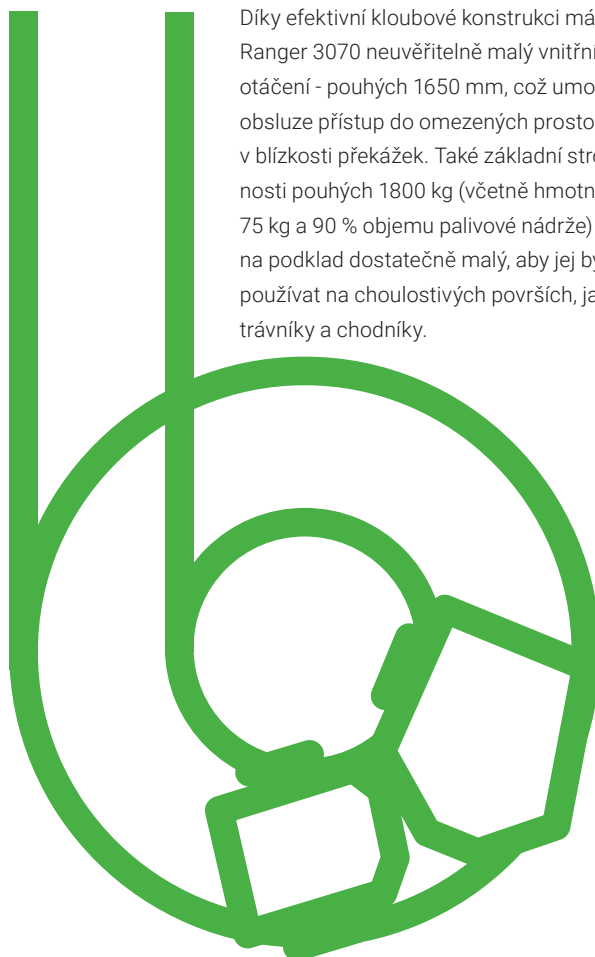 Díky efektivní kloubové konstrukci má
Ranger 3070 neuvěřitelně malý vnitřní
otáčení - pouhých 1650 mm, což umo
obsluze přístup do omezených prosto
v blízkosti překážek. Také základní stro
nosti pouhých 1800 kg (včetně hmotn
75 kg a 90 % objemu palivové nádrže)
na podklad dostatečně malý, aby jej by
používat na choulostivých površích, ja
trávníky a chodníky.